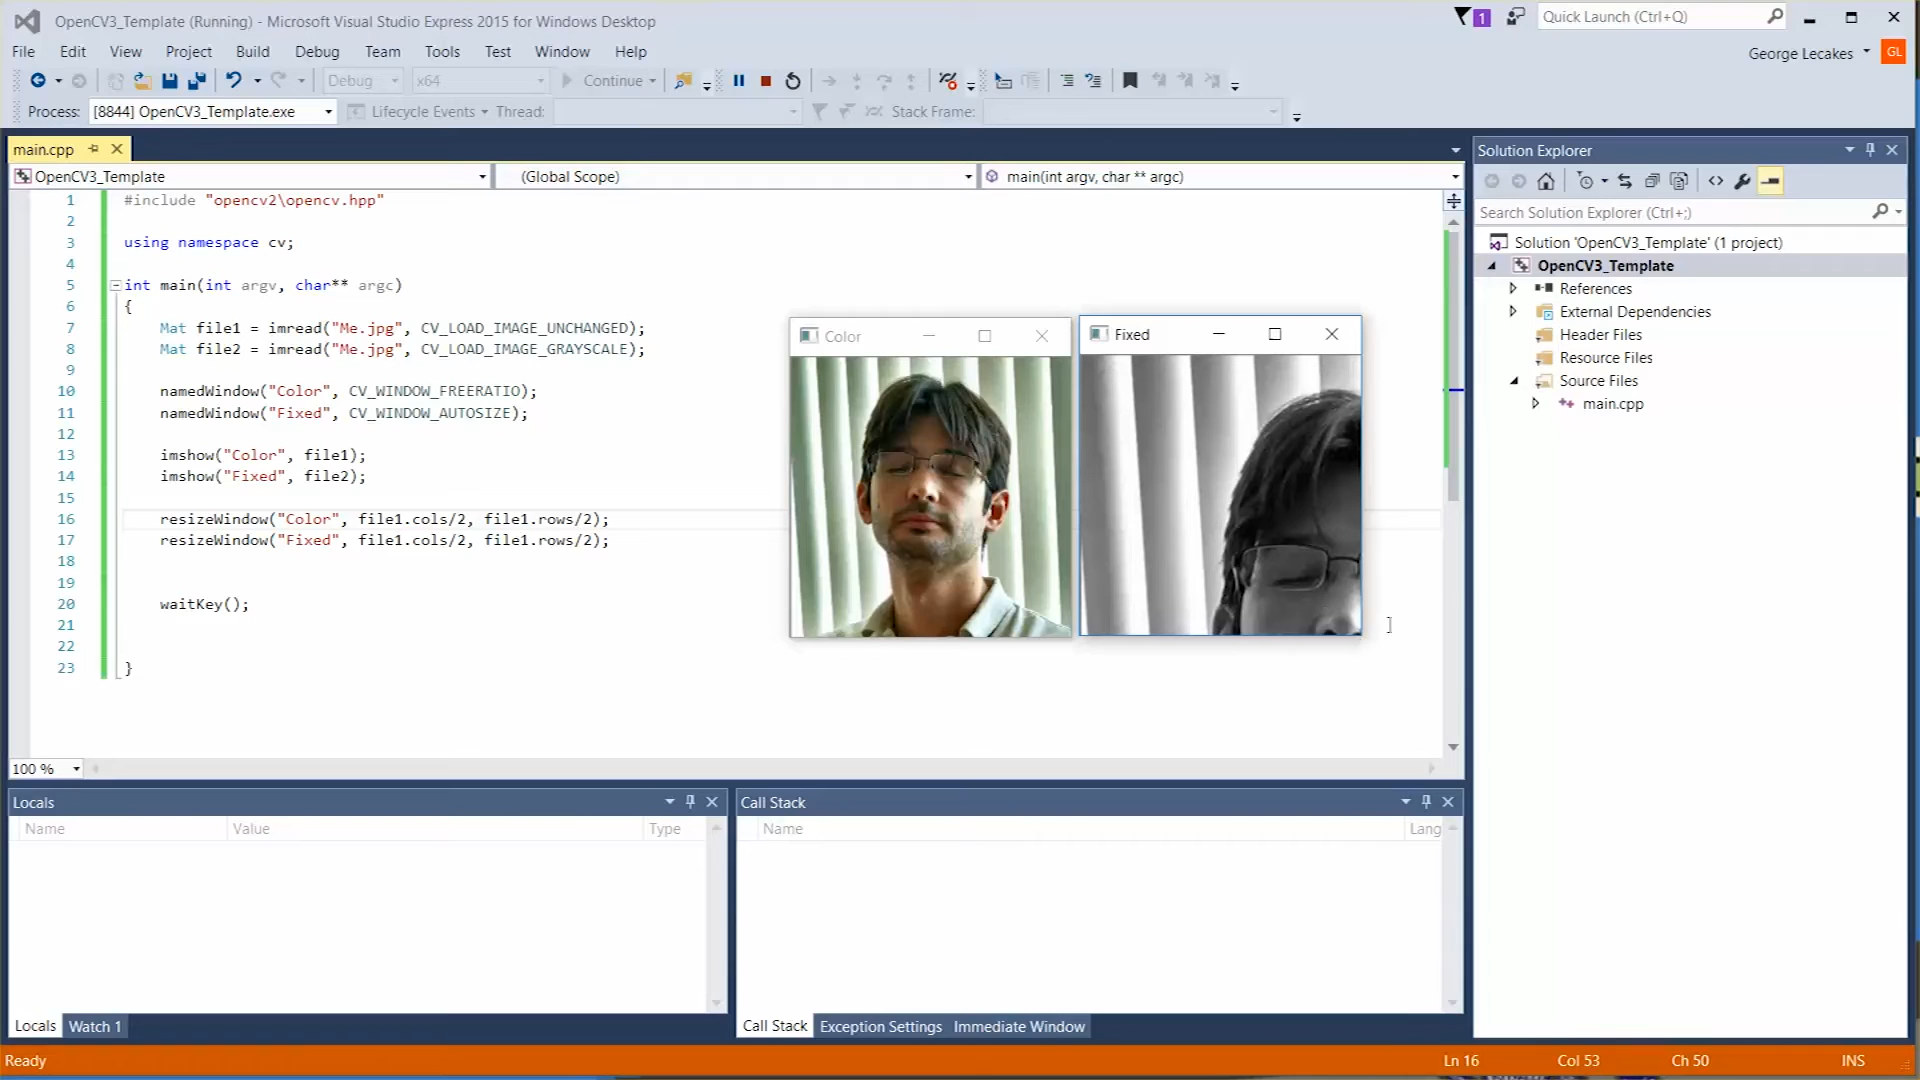 OpenCV3_Template (Running) - Microsoft Visual Studio Express 2015 for Windows Desktop
1
Quick Launch (Ctrl+Q)
File Edit View Project Build Debug Team Tools Test Window Help
George Lecakes
GL
Debug x64 Continue
Process: [8844] OpenCV3_Template.exe Lifecycle Events Thread: Stack Frame:
main.cpp
OpenCV3_Template (Global Scope) main(int argv, char ** argc)
1 #include "opencv2\opencv.hpp"
2
3 using namespace cv;
4
5 int main(int argv, char** argc)
6 {
7 Mat file1 = imread("Me.jpg", CV_LOAD_IMAGE_UNCHANGED);
8 Mat file2 = imread("Me.jpg", CV_LOAD_IMAGE_GRAYSCALE);
9
10 namedWindow("Color", CV_WINDOW_FREERATIO);
11 namedWindow("Fixed", CV_WINDOW_AUTOSIZE);
12
13 imshow("Color", file1);
14 imshow("Fixed", file2);
15
16 resizeWindow("Color", file1.cols/2, file1.rows/2);
17 resizeWindow("Fixed", file1.cols/2, file1.rows/2);
18
19
20 waitKey();
21
22
23 }
Color
Fixed
100 %
Solution Explorer
Search Solution Explorer (Ctrl+;)
Solution 'OpenCV3_Template' (1 project)
OpenCV3_Template
References
External Dependencies
Header Files
Resource Files
Source Files
main.cpp
Locals
Name Value Type
Locals Watch 1
Call Stack
Name Lang
Call Stack Exception Settings Immediate Window
Ready Ln 16 Col 53 Ch 50 INS